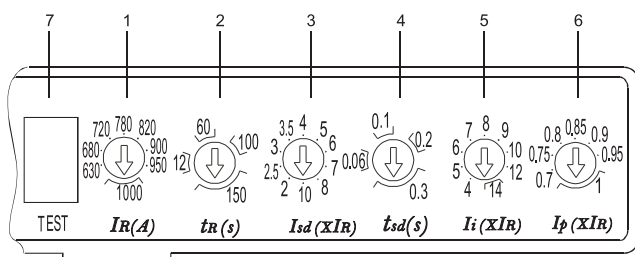 7 1 2 3 4 5 6
720 780 820 60 3.5 4 5 0.1 7 8 9 0.8 0.85 0.9
680 900 100 3 6 0.2 6 10 0.75 0.95
630 950 12 2.5 7 0.06 5 12 0.7 1
1000 150 2 10 8 0.3 4 14
TEST IR(A) tR(s) Isd(XIR) tsd(s) Ii(XIR) Ip(XIR)